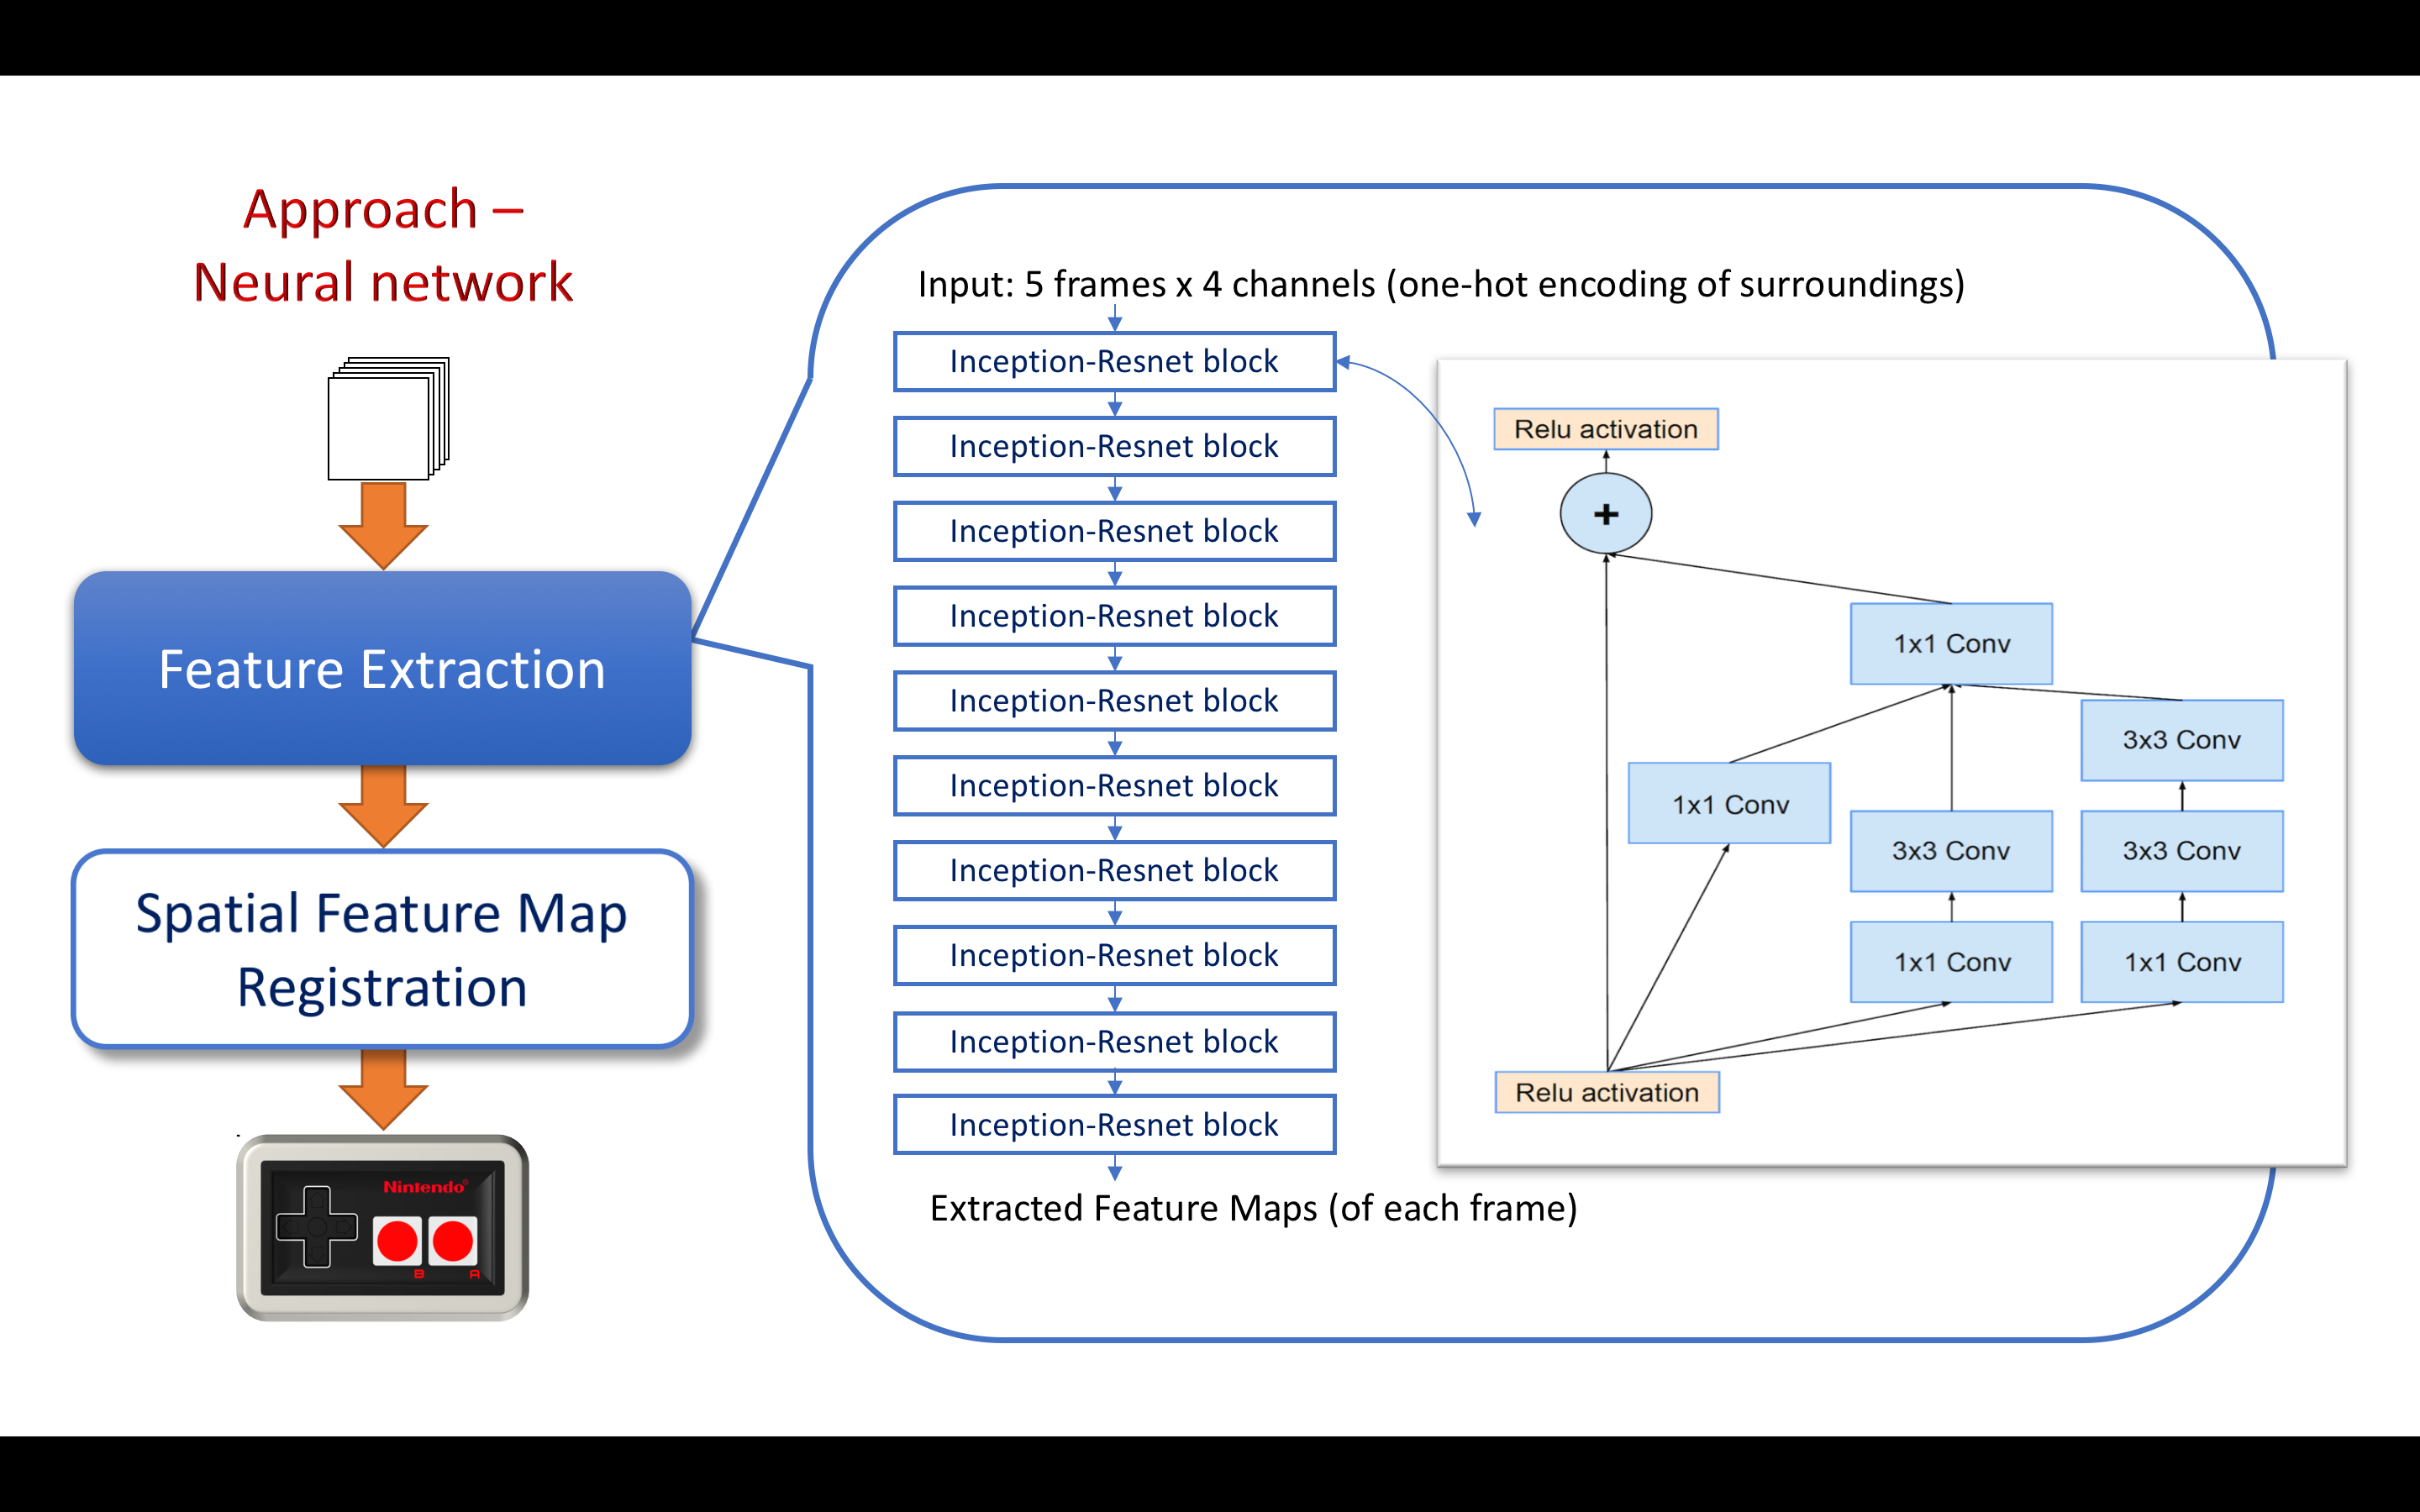 Approach –
Neural network
Feature Extraction
Spatial Feature Map
Registration
Nintendo®
B A
Input: 5 frames x 4 channels (one-hot encoding of surroundings)
Inception-Resnet block
Inception-Resnet block
Inception-Resnet block
Inception-Resnet block
Inception-Resnet block
Inception-Resnet block
Inception-Resnet block
Inception-Resnet block
Inception-Resnet block
Inception-Resnet block
Extracted Feature Maps (of each frame)
Relu activation
+
1x1 Conv
3x3 Conv
1x1 Conv
3x3 Conv
3x3 Conv
1x1 Conv
1x1 Conv
Relu activation